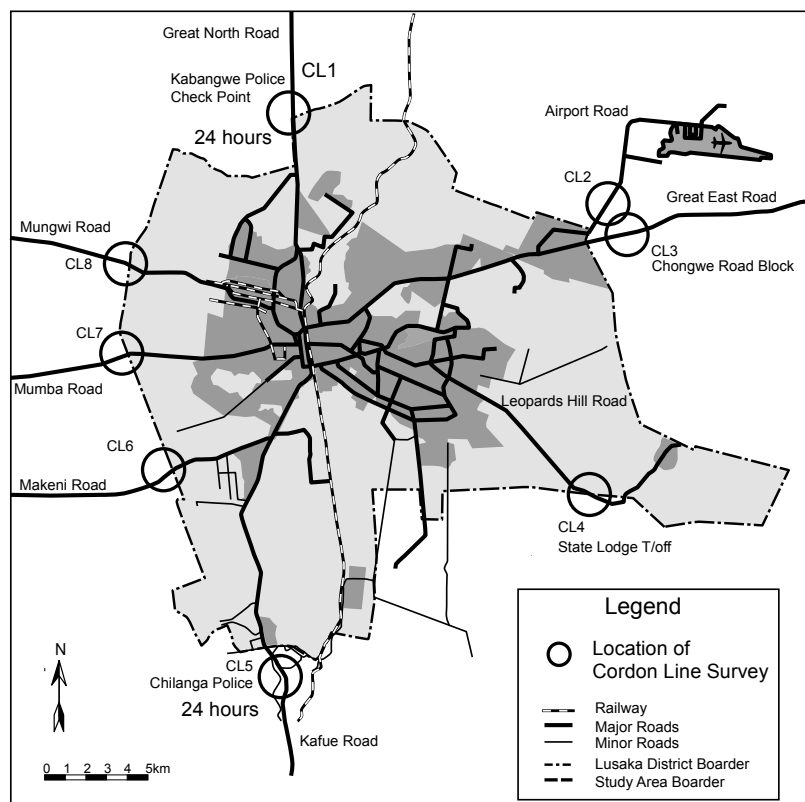 Great North Road
CL1
Kabangwe Police
Check Point
24 hours
Airport Road
CL2
Great East Road
Mungwi Road
CL8
CL3
Chongwe Road Block
CL7
Mumba Road
Leopards Hill Road
CL6
Makeni Road
CL4
State Lodge T/off
CL5
Chilanga Police
24 hours
Kafue Road
N
0 1 2 3 4 5km
Legend
Location of
Cordon Line Survey
Railway
Major Roads
Minor Roads
Lusaka District Boarder
Study Area Boarder